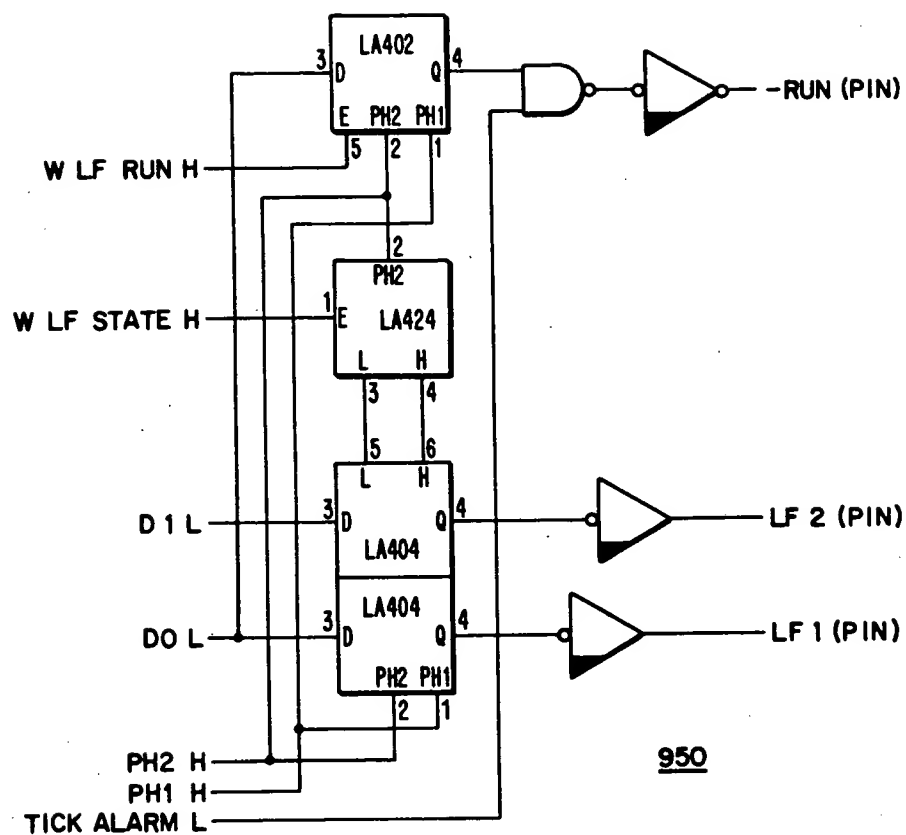 LA402
3 D Q 4
E PH2 PH1
5 2 1
-RUN (PIN)
W LF RUN H
2
PH2
1 E LA424
W LF STATE H
L H
3 4
5 6
L H
D 1 L 3 D Q 4
LF 2 (PIN)
LA404
LA404
D0 L 3 D Q 4
LF 1 (PIN)
PH2 PH1
2 1
PH2 H
PH1 H
TICK ALARM L
950